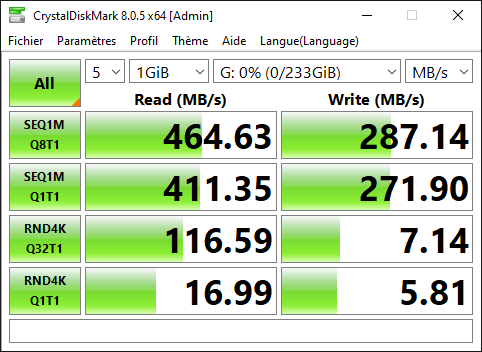 CrystalDiskMark 8.0.5 x64 [Admin]
Fichier Paramètres Profil Thème Aide Langue(Language)
All 5 1GiB G: 0% (0/233GiB) MB/s
Read (MB/s) Write (MB/s)
SEQ1M
Q8T1 464.63 287.14
SEQ1M
Q1T1 411.35 271.90
RND4K
Q32T1 116.59 7.14
RND4K
Q1T1 16.99 5.81